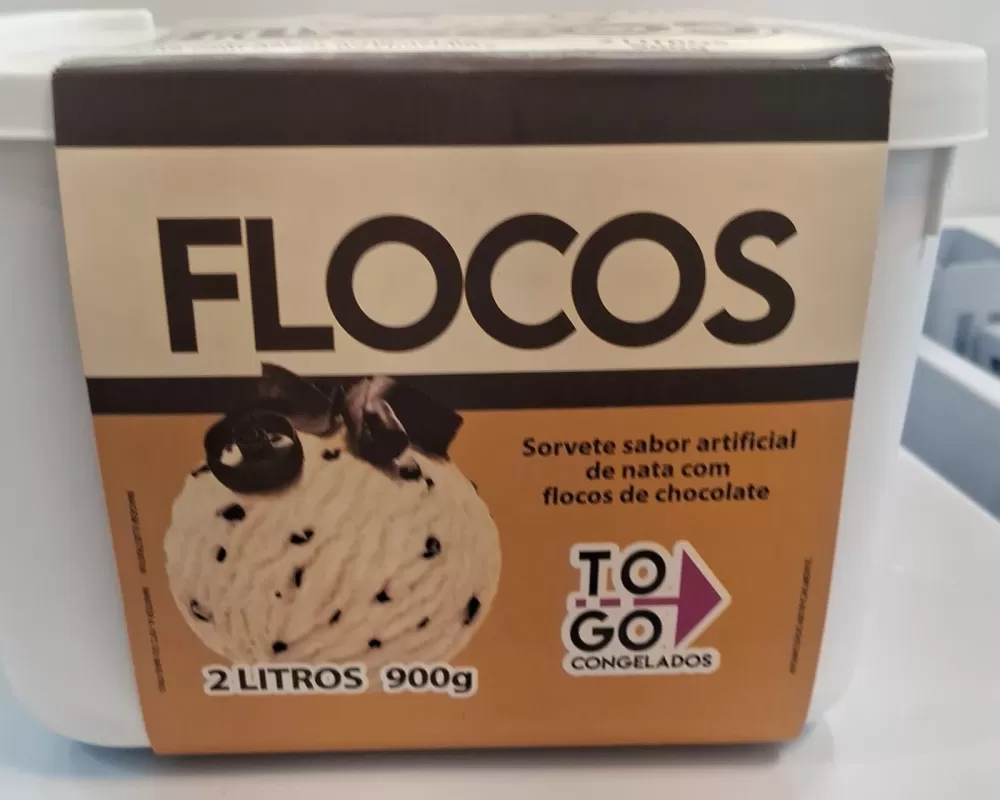 FLOCOS
Sorvete sabor artificial
de nata com
flocos de chocolate
TO
GO
CONGELADOS
2 LITROS 900g